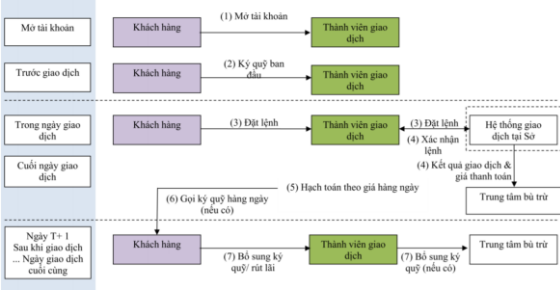 Mở tài khoản
Khách hàng
(1) Mở tài khoản
Thành viên giao
dịch
Trước giao dịch
Khách hàng
(2) Ký quỹ ban
đầu
Thành viên giao
dịch
Trong ngày giao
dịch
Khách hàng
(3) Đặt lệnh
Thành viên giao
dịch
(3) Đặt lệnh
(4) Xác nhận
lệnh
Hệ thống giao
dịch tại Sở
Cuối ngày giao
dịch
(4) Kết quả giao dịch &
giá thanh toán
(5) Hạch toán theo giá hàng ngày
(6) Gọi ký quỹ hàng ngày
(nếu có)
Trung tâm bù trừ
Ngày T+ 1
Sau khi giao dịch
... Ngày giao dịch
cuối cùng
Khách hàng
(7) Bổ sung ký
quỹ/ rút lãi
Thành viên giao
dịch
(7) Bổ sung ký
quỹ (nếu có)
Trung tâm bù trừ